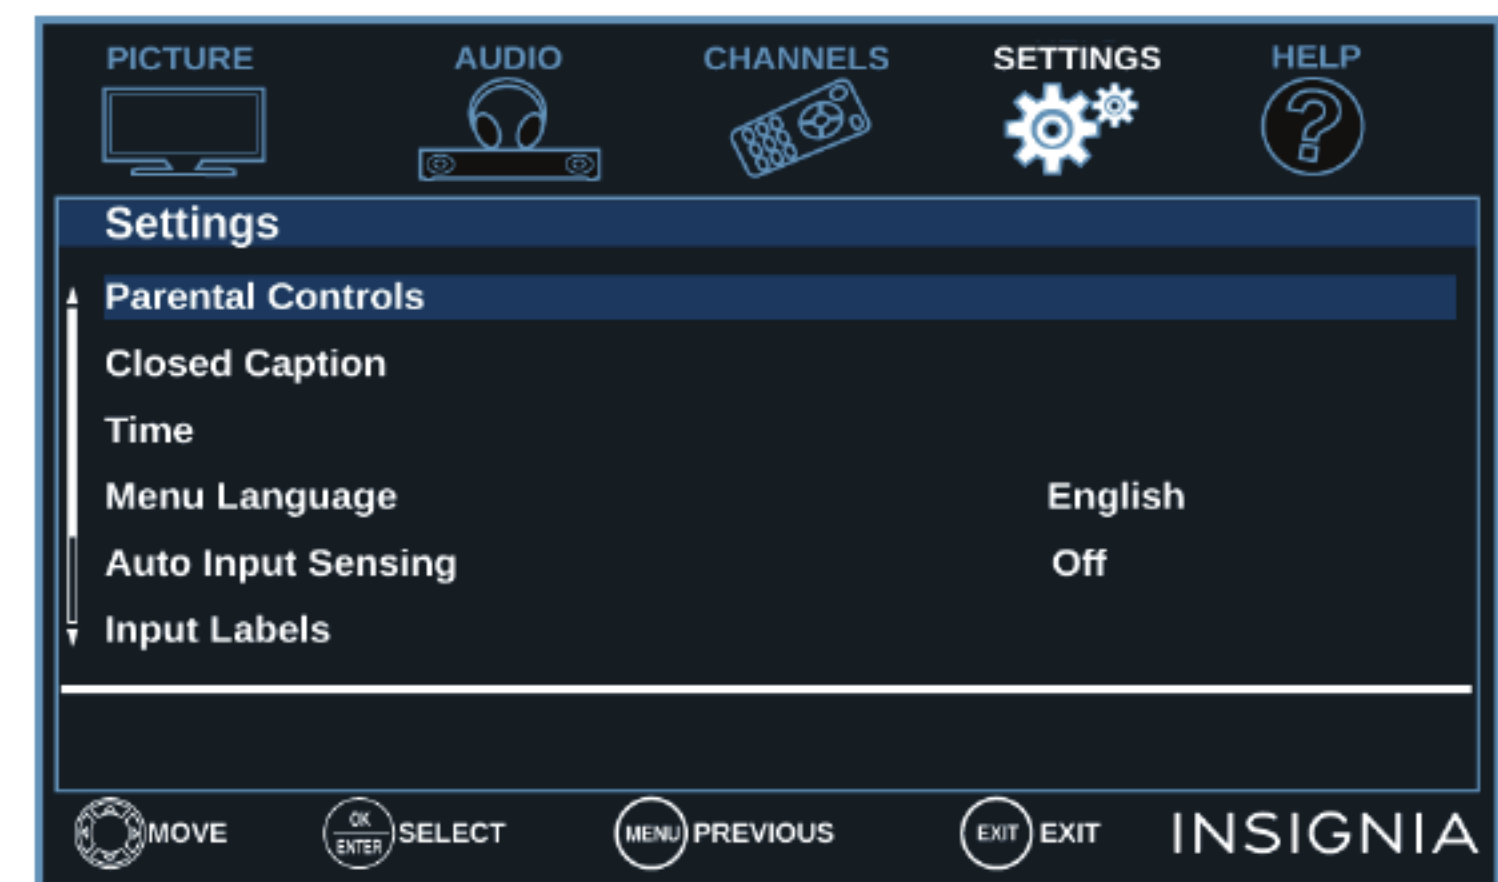 PICTURE AUDIO CHANNELS SETTINGS HELP
?
Settings
Parental Controls
Closed Caption
Time
Menu Language English
Auto Input Sensing Off
Input Labels
MOVE OK ENTER SELECT MENU PREVIOUS EXIT EXIT INSIGNIA